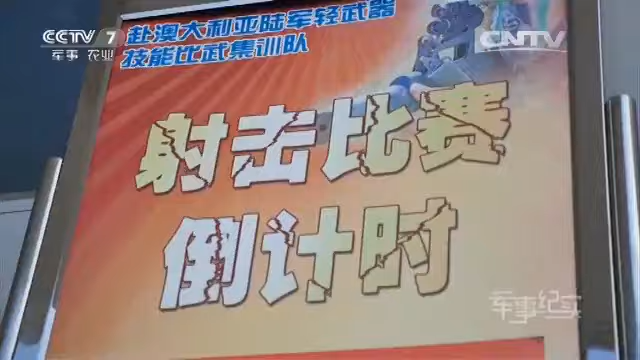 CCTV 7
军事 农业
CNTV
赴澳大利亚陆军轻武器
技能比武集训队
射击比赛
倒计时
军事纪实